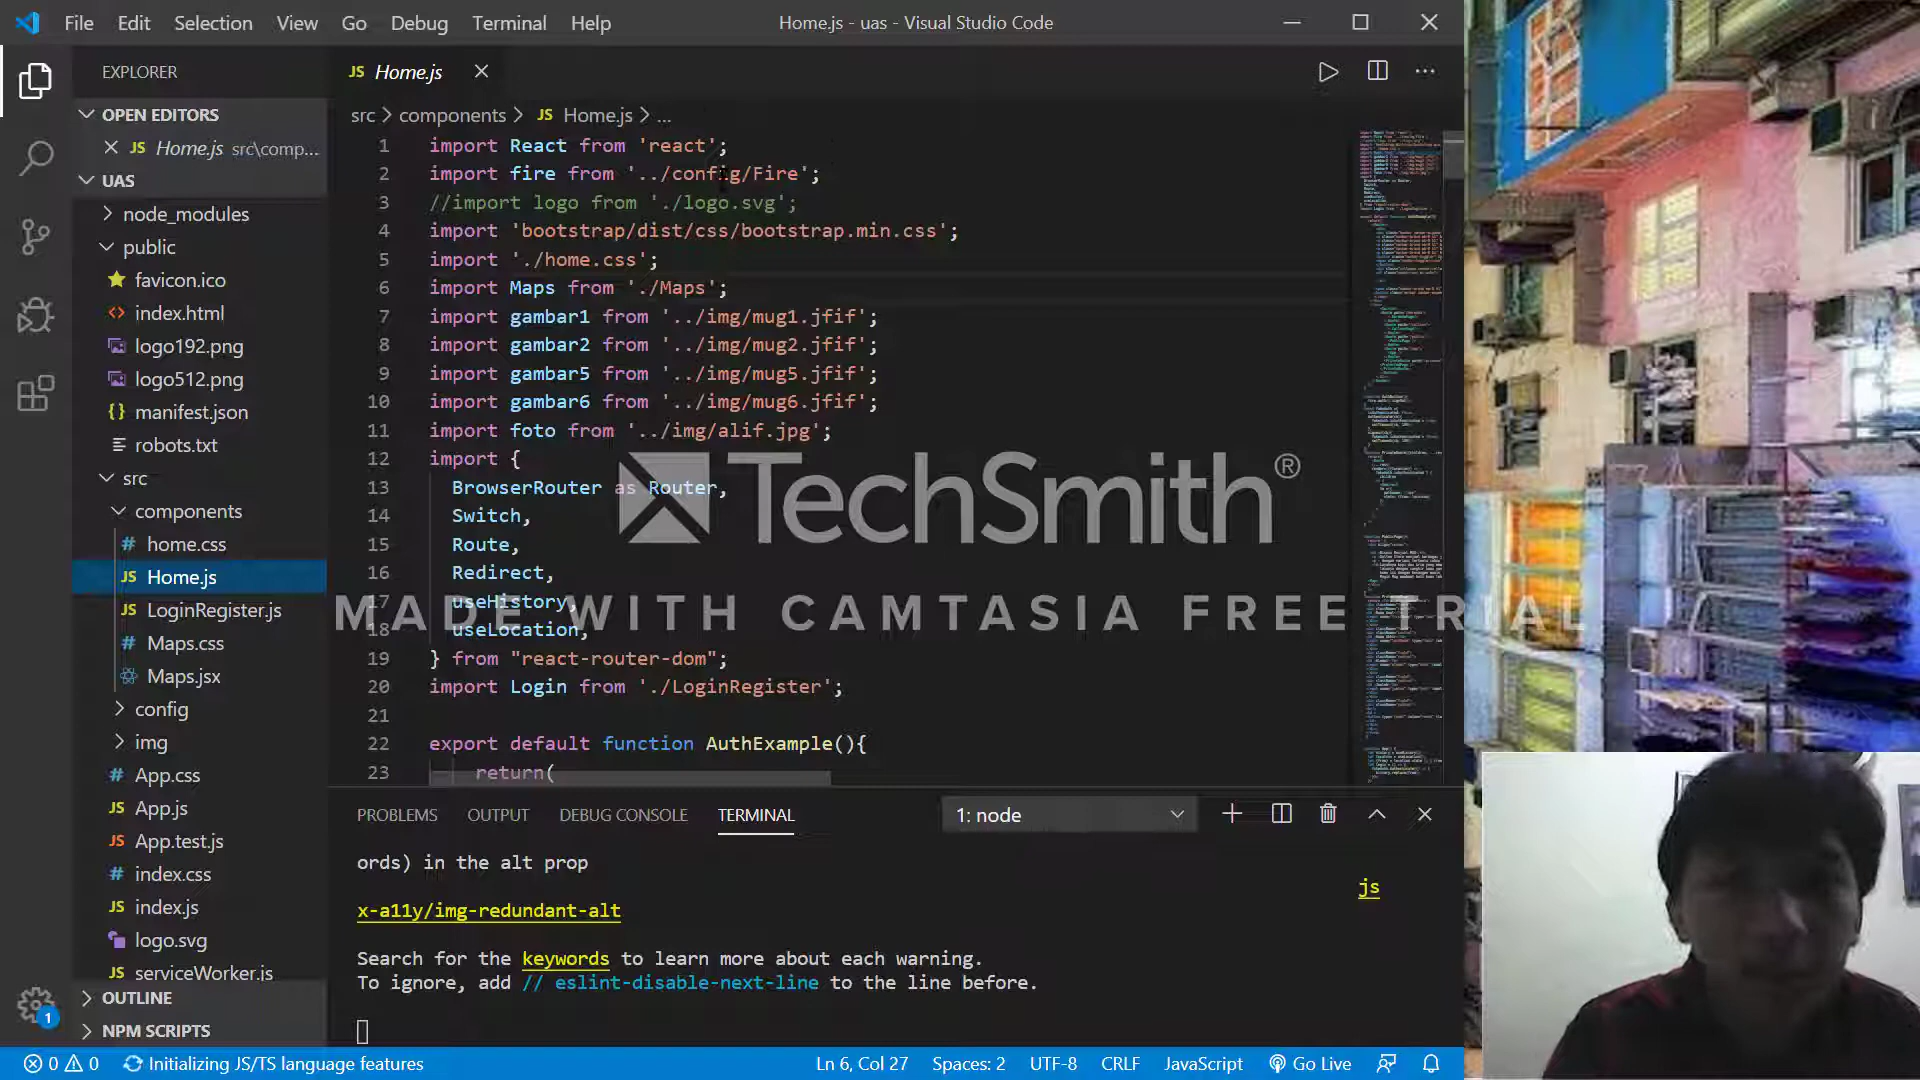 File Edit Selection View Go Debug Terminal Help
Home.js - uas - Visual Studio Code
EXPLORER
OPEN EDITORS
JS Home.js src\comp...
UAS
node_modules
public
favicon.ico
<> index.html
logo192.png
logo512.png
{} manifest.json
robots.txt
src
components
# home.css
JS Home.js
JS LoginRegister.js
# Maps.css
Maps.jsx
config
img
# App.css
JS App.js
JS App.test.js
# index.css
JS index.js
logo.svg
JS serviceWorker.js
OUTLINE
NPM SCRIPTS
1
JS Home.js
src > components > JS Home.js > ...
1 import React from 'react';
2 import fire from '../config/Fire';
3 //import logo from './logo.svg';
4 import 'bootstrap/dist/css/bootstrap.min.css';
5 import './home.css';
6 import Maps from './Maps';
7 import gambar1 from '../img/mug1.jfif';
8 import gambar2 from '../img/mug2.jfif';
9 import gambar5 from '../img/mug5.jfif';
10 import gambar6 from '../img/mug6.jfif';
11 import foto from '../img/alif.jpg';
12 import {
13 BrowserRouter as Router,
14 Switch,
15 Route,
16 Redirect,
17 useHistory,
18 useLocation,
19 } from "react-router-dom";
20 import Login from './LoginRegister';
21
22 export default function AuthExample(){
23 return(
TechSmith®
MADE WITH CAMTASIA FREE TRIAL
PROBLEMS OUTPUT DEBUG CONSOLE TERMINAL
1: node
ords) in the alt prop
js
x-a11y/img-redundant-alt
Search for the keywords to learn more about each warning.
To ignore, add // eslint-disable-next-line to the line before.
0 0 Initializing JS/TS language features
Ln 6, Col 27 Spaces: 2 UTF-8 CRLF JavaScript Go Live